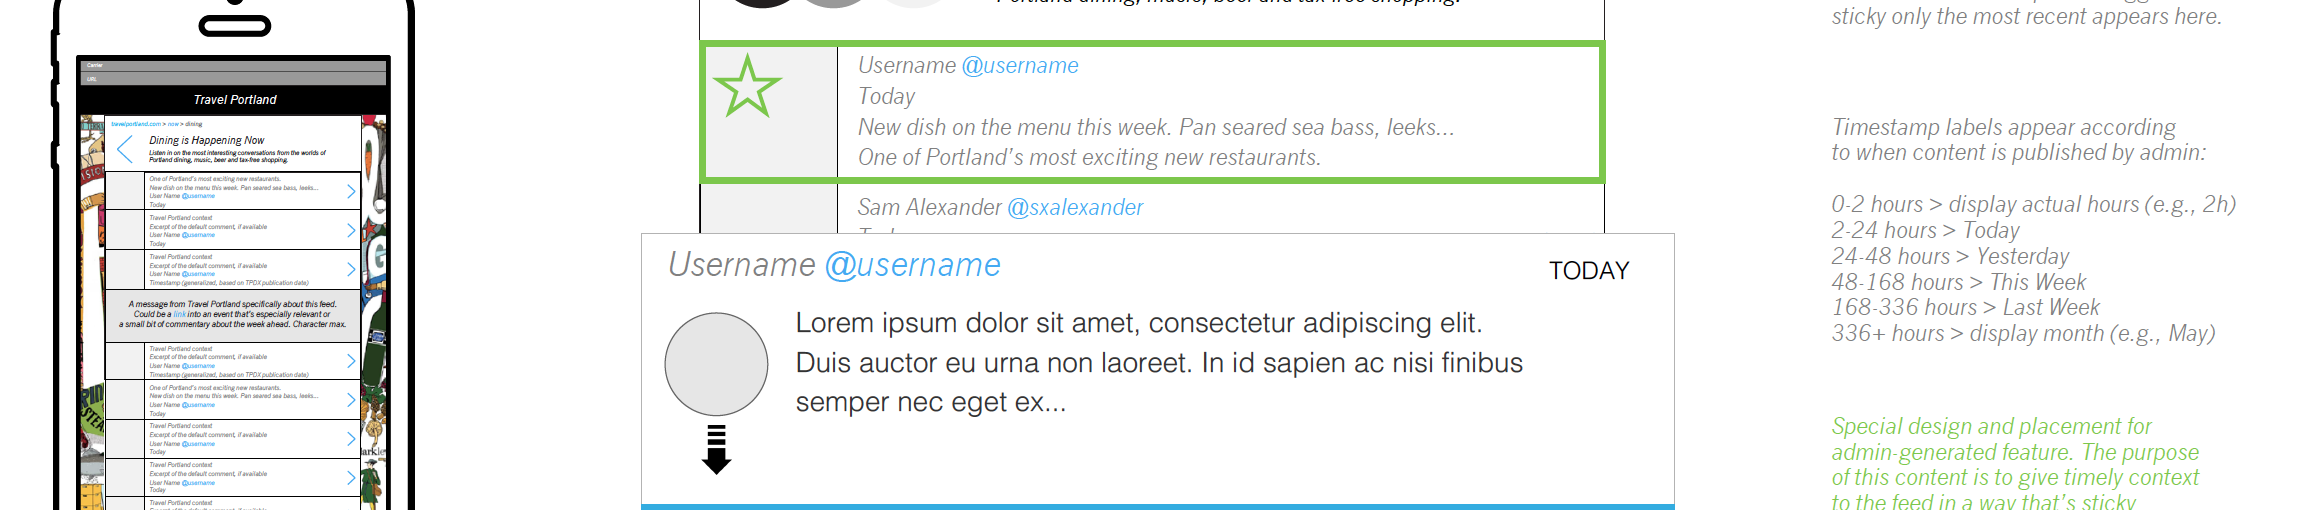 Carrier
URL
Travel Portland
travelportland.com > now > dining
Dining is Happening Now
Listen in on the most interesting conversations from the worlds of
Portland dining, music, beer and tax-free shopping.
One of Portland's most exciting new restaurants.
New dish on the menu this week. Pan seared sea bass, leeks...
User Name @username
Today
Travel Portland context
Excerpt of the default comment, if available
User Name @username
Today
Travel Portland context
Excerpt of the default comment, if available
User Name @username
Timestamp (generalized, based on TPDX publication date)
A message from Travel Portland specifically about this feed.
Could be a link into an event that's especially relevant or
a small bit of commentary about the week ahead. Character max.
Travel Portland context
Excerpt of the default comment, if available
User Name @username
Timestamp (generalized, based on TPDX publication date)
One of Portland's most exciting new restaurants.
New dish on the menu this week. Pan seared sea bass, leeks...
User Name @username
Today
Travel Portland context
Excerpt of the default comment, if available
User Name @username
Today
Travel Portland context
Excerpt of the default comment, if available
User Name @username
Today
Travel Portland context
Portland dining, music, beer and tax-free shopping.
Username @username
Today
New dish on the menu this week. Pan seared sea bass, leeks...
One of Portland's most exciting new restaurants.
Sam Alexander @sxalexander
Username @username
TODAY
Lorem ipsum dolor sit amet, consectetur adipiscing elit.
Duis auctor eu urna non laoreet. In id sapien ac nisi finibus
semper nec eget ex...
sticky only the most recent appears here.
Timestamp labels appear according
to when content is published by admin:
0-2 hours > display actual hours (e.g., 2h)
2-24 hours > Today
24-48 hours > Yesterday
48-168 hours > This Week
168-336 hours > Last Week
336+ hours > display month (e.g., May)
Special design and placement for
admin-generated feature. The purpose
of this content is to give timely context
to the feed in a way that's sticky